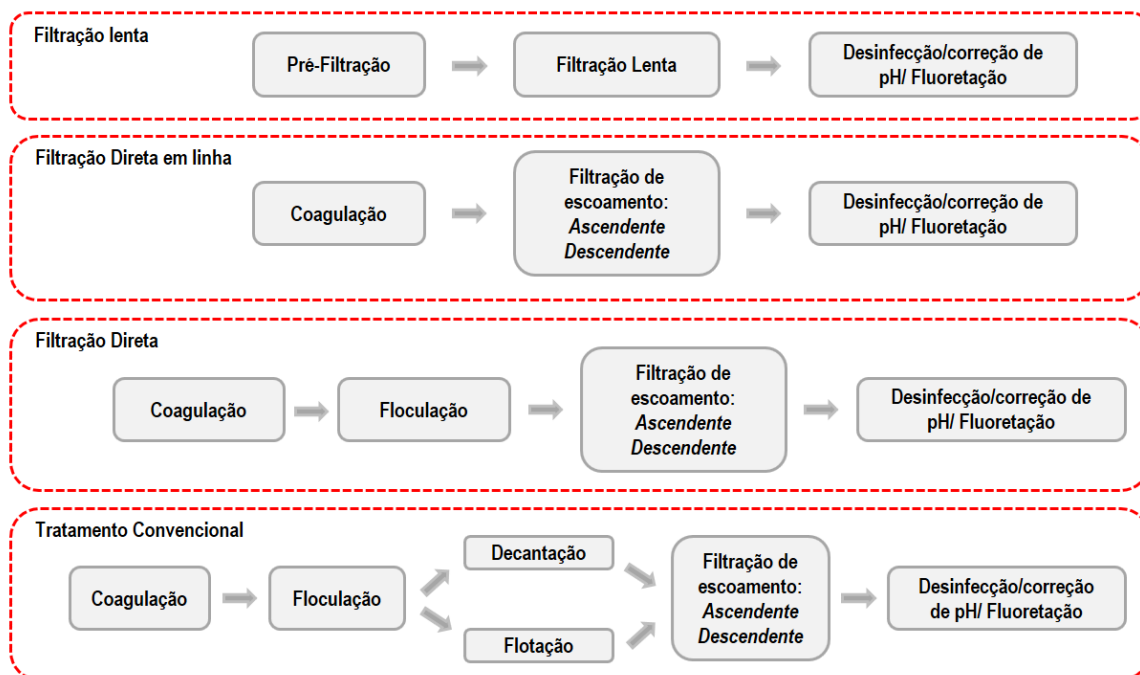 Filtração lenta
Pré-Filtração
Filtração Lenta
Desinfecção/correção de
pH/ Fluoretação
Filtração Direta em linha
Coagulação
Filtração de
escoamento:
Ascendente
Descendente
Desinfecção/correção de
pH/ Fluoretação
Filtração Direta
Coagulação
Floculação
Filtração de
escoamento:
Ascendente
Descendente
Desinfecção/correção de
pH/ Fluoretação
Tratamento Convencional
Coagulação
Floculação
Decantação
Flotação
Filtração de
escoamento:
Ascendente
Descendente
Desinfecção/correção
de pH/ Fluoretação